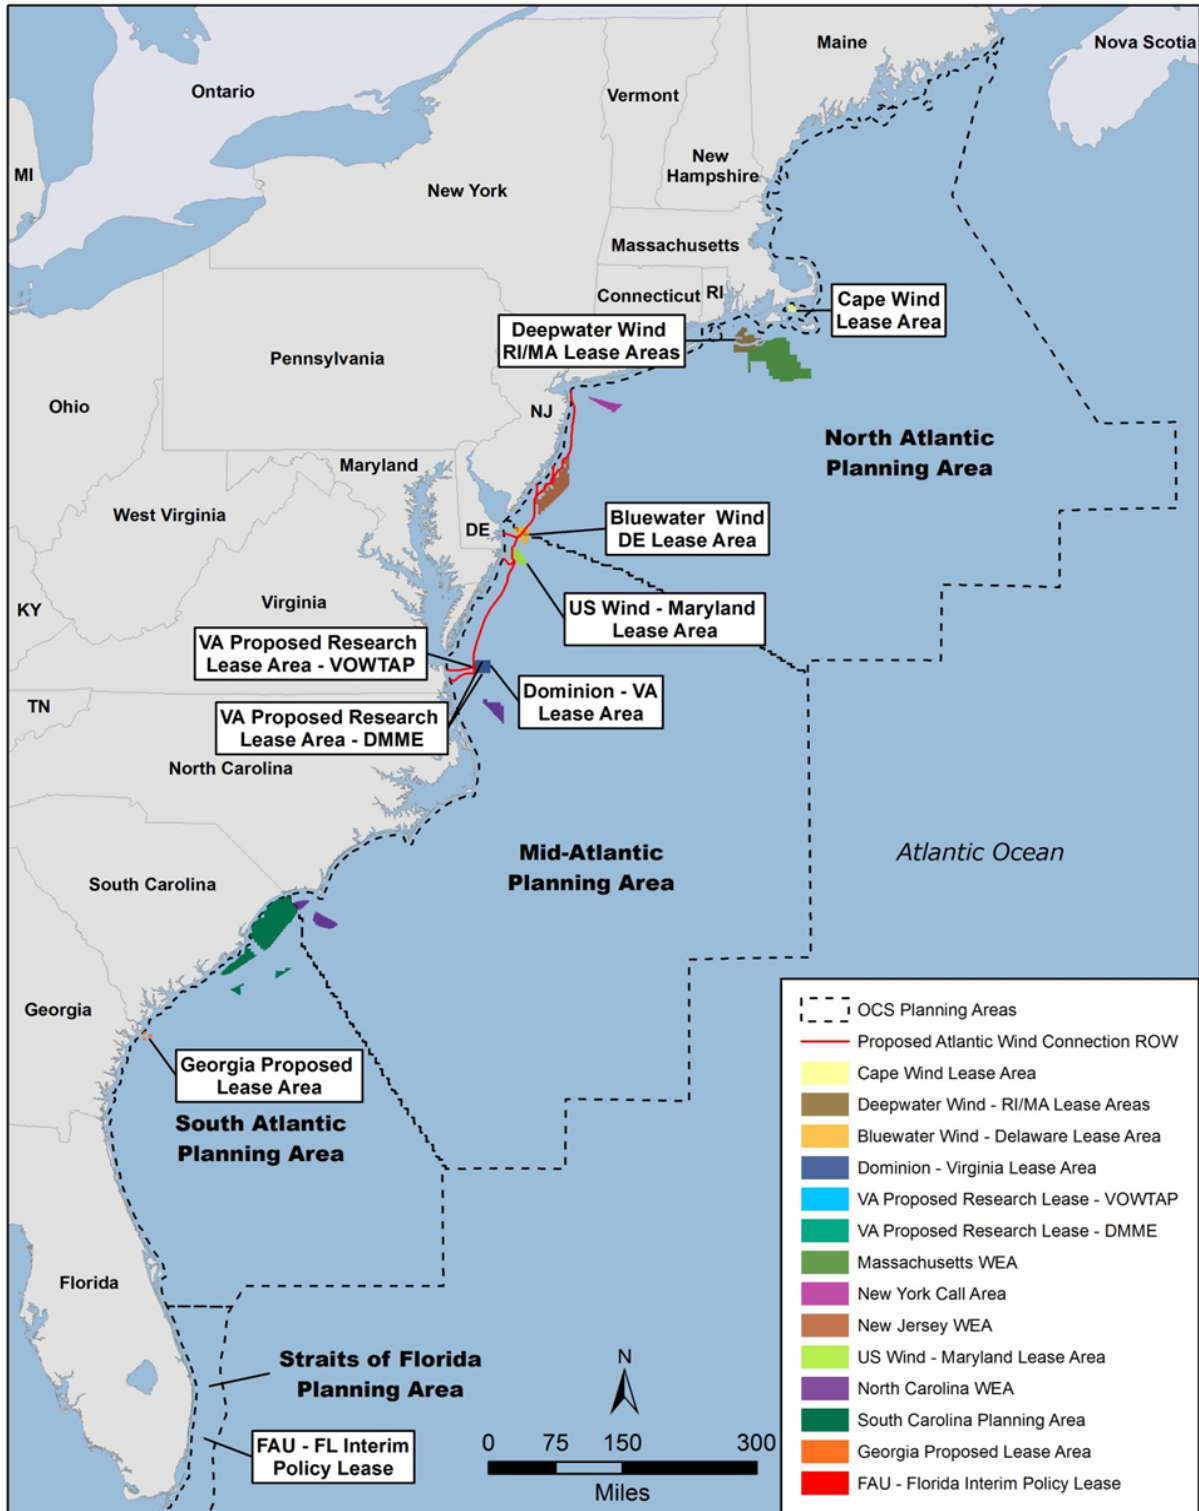 Maine
Nova Scotia
Ontario
Vermont
MI
New
Hampshire
New York
Massachusetts
Connecticut
RI
Cape Wind
Lease Area
Deepwater Wind
RI/MA Lease Areas
Pennsylvania
Ohio
NJ
North Atlantic
Planning Area
Maryland
West Virginia
DE
Bluewater Wind
DE Lease Area
KY
Virginia
US Wind - Maryland
Lease Area
VA Proposed Research
Lease Area - VOWTAP
TN
Dominion - VA
Lease Area
VA Proposed Research
Lease Area - DMME
North Carolina
Mid-Atlantic
Planning Area
Atlantic Ocean
South Carolina
Georgia
Georgia Proposed
Lease Area
South Atlantic
Planning Area
Florida
Straits of Florida
Planning Area
FAU - FL Interim
Policy Lease
N
0 75 150 300
Miles
OCS Planning Areas
Proposed Atlantic Wind Connection ROW
Cape Wind Lease Area
Deepwater Wind - RI/MA Lease Areas
Bluewater Wind - Delaware Lease Area
Dominion - Virginia Lease Area
VA Proposed Research Lease - VOWTAP
VA Proposed Research Lease - DMME
Massachusetts WEA
New York Call Area
New Jersey WEA
US Wind - Maryland Lease Area
North Carolina WEA
South Carolina Planning Area
Georgia Proposed Lease Area
FAU - Florida Interim Policy Lease